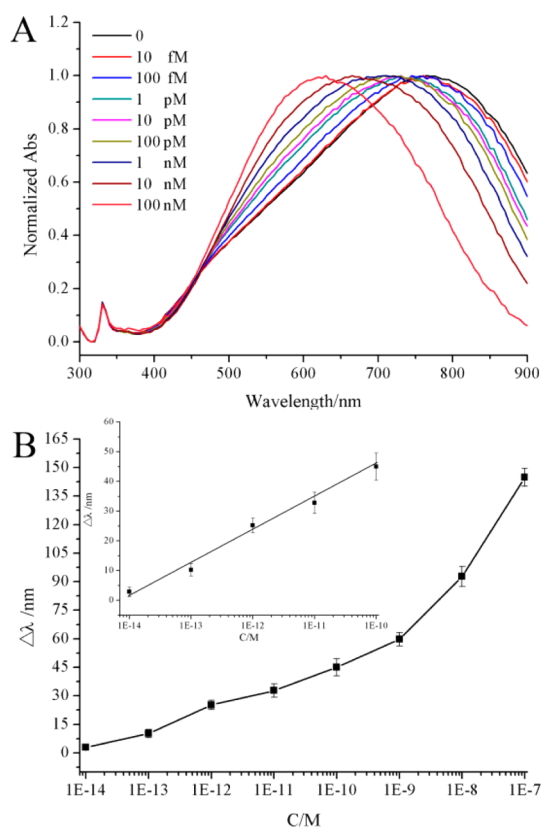 A
1.2
1.0
0.8
0.6
0.4
0.2
0.0
Normalized Abs
0
10 fM
100 fM
1 pM
10 pM
100 pM
1 nM
10 nM
100 nM
300 400 500 600 700 800 900
Wavelength/nm
B
165
150
135
120
105
90
75
60
45
30
15
0
△λ /nm
60
50
40
30
20
10
0
△λ /nm
1E-14 1E-13 1E-12 1E-11 1E-10
C/M
1E-14 1E-13 1E-12 1E-11 1E-10 1E-9 1E-8 1E-7
C/M